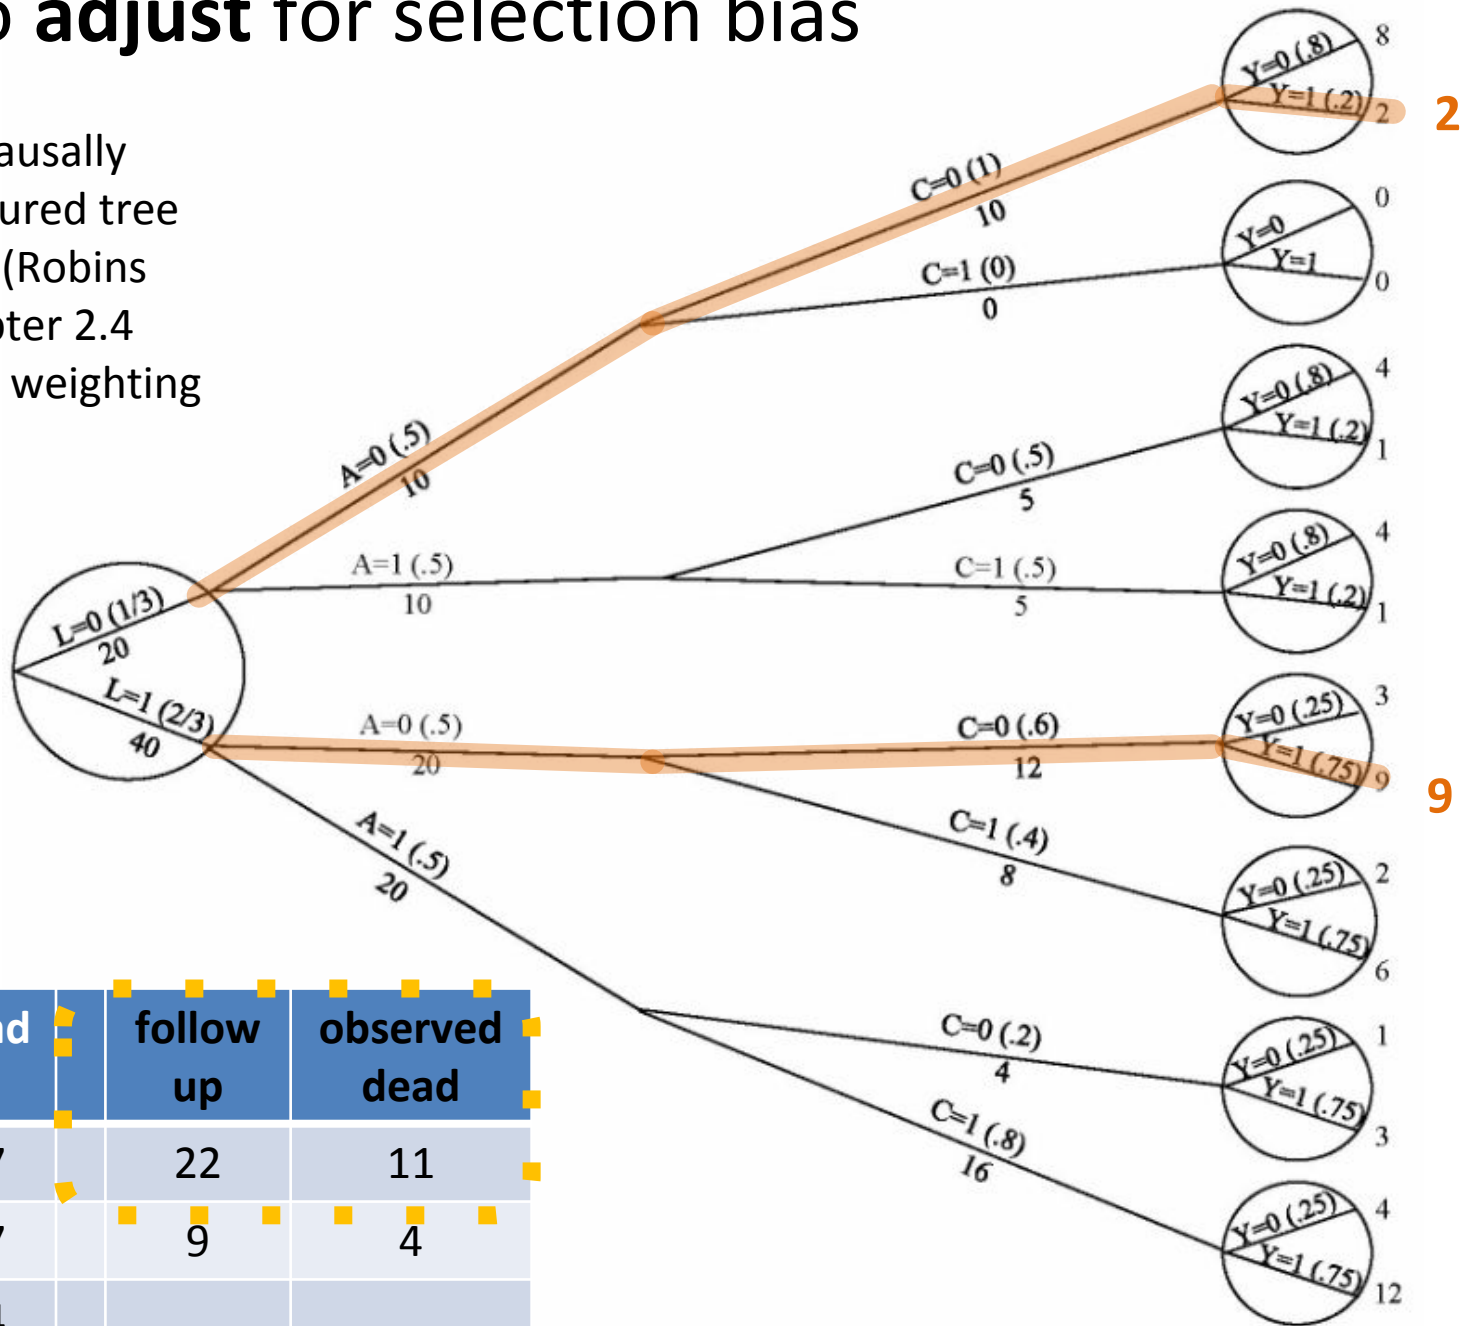 adjust for selection bias
ured tree
(Robins
ter 2.4
weighting
L=0 (1/3)
20
L=1 (2/3)
40
A=0 (.5)
10
A=1 (.5)
10
A=0 (.5)
20
A=1 (.5)
20
C=0 (1)
10
C=1 (0)
0
C=0 (.5)
5
C=1 (.5)
5
C=0 (.6)
12
C=1 (.4)
8
C=0 (.2)
4
C=1 (.8)
16
Y=0 (.8) 8
Y=1 (.2) 2
2
Y=0 0
Y=1 0
Y=0 (.8) 4
Y=1 (.2) 1
Y=0 (.8) 4
Y=1 (.2) 1
Y=0 (.25) 3
Y=1 (.75) 9
9
Y=0 (.25) 2
Y=1 (.75) 6
Y=0 (.25) 1
Y=1 (.75) 3
Y=0 (.25) 4
Y=1 (.75) 12
follow up
observed dead
22 11
9 4